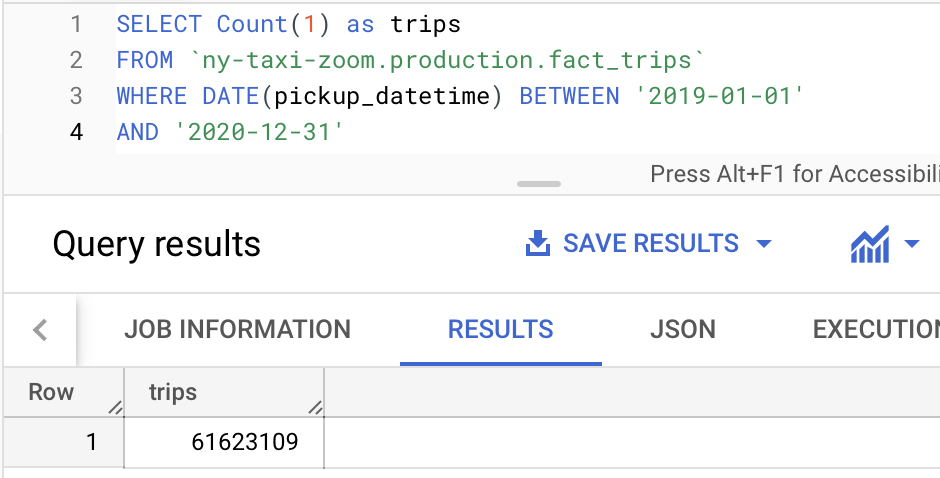 1 SELECT Count(1) as trips
2 FROM `ny-taxi-zoom.production.fact_trips`
3 WHERE DATE(pickup_datetime) BETWEEN '2019-01-01'
4 AND '2020-12-31'
Press Alt+F1 for Accessibili
Query results SAVE RESULTS
JOB INFORMATION RESULTS JSON EXECUTION
Row trips
1 61623109